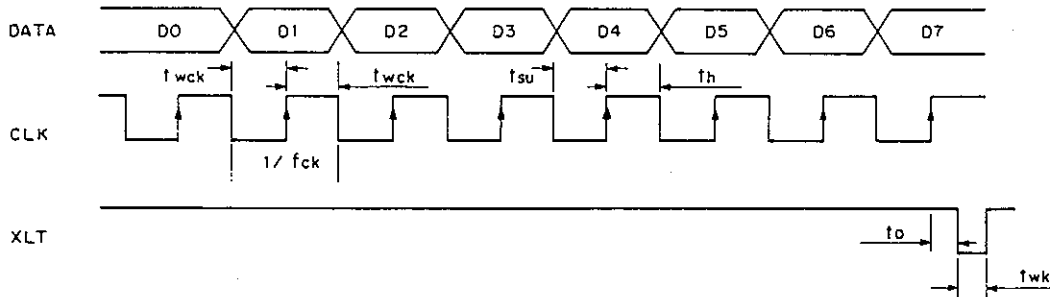 DATA D0 D1 D2 D3 D4 D5 D6 D7
twck twck tsu th
CLK
1/fck
XLT
to
twk